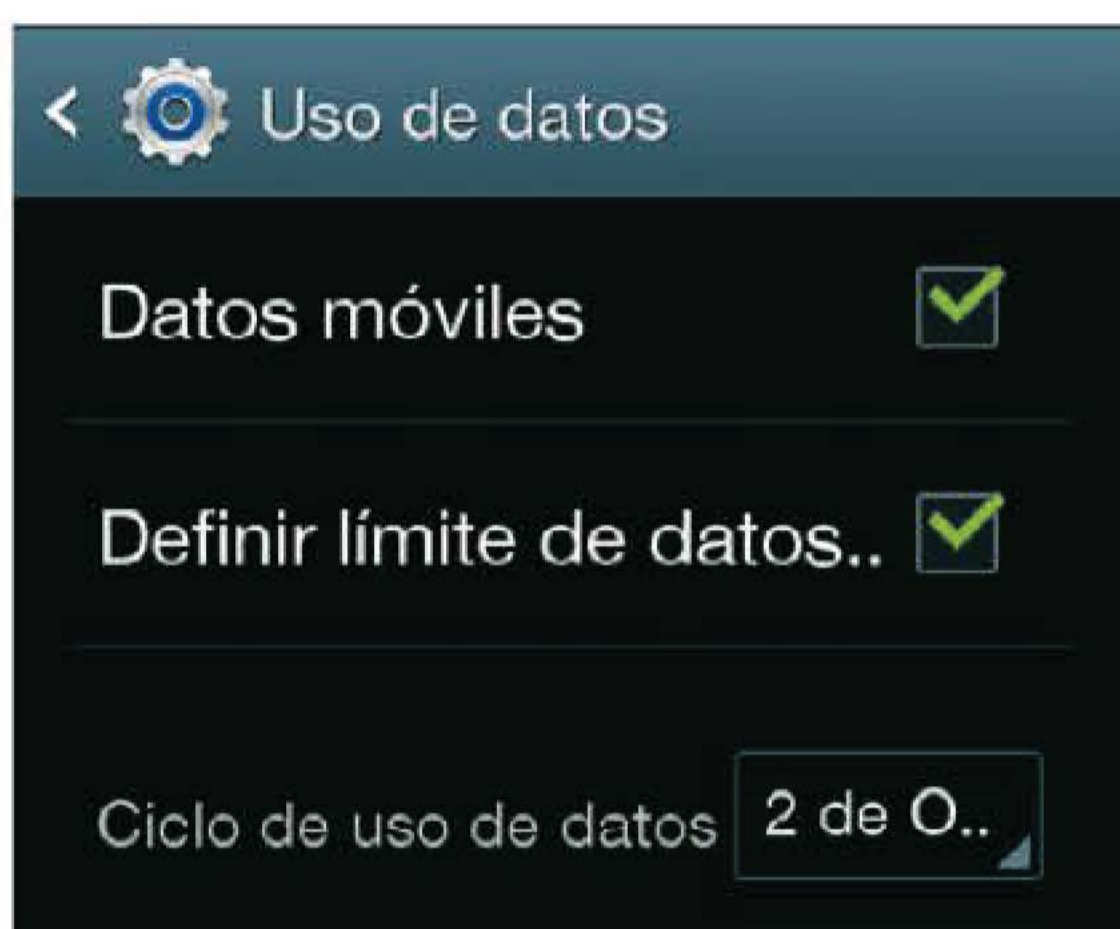 Uso de datos
Datos móviles
Definir límite de datos..
Ciclo de uso de datos 2 de O..